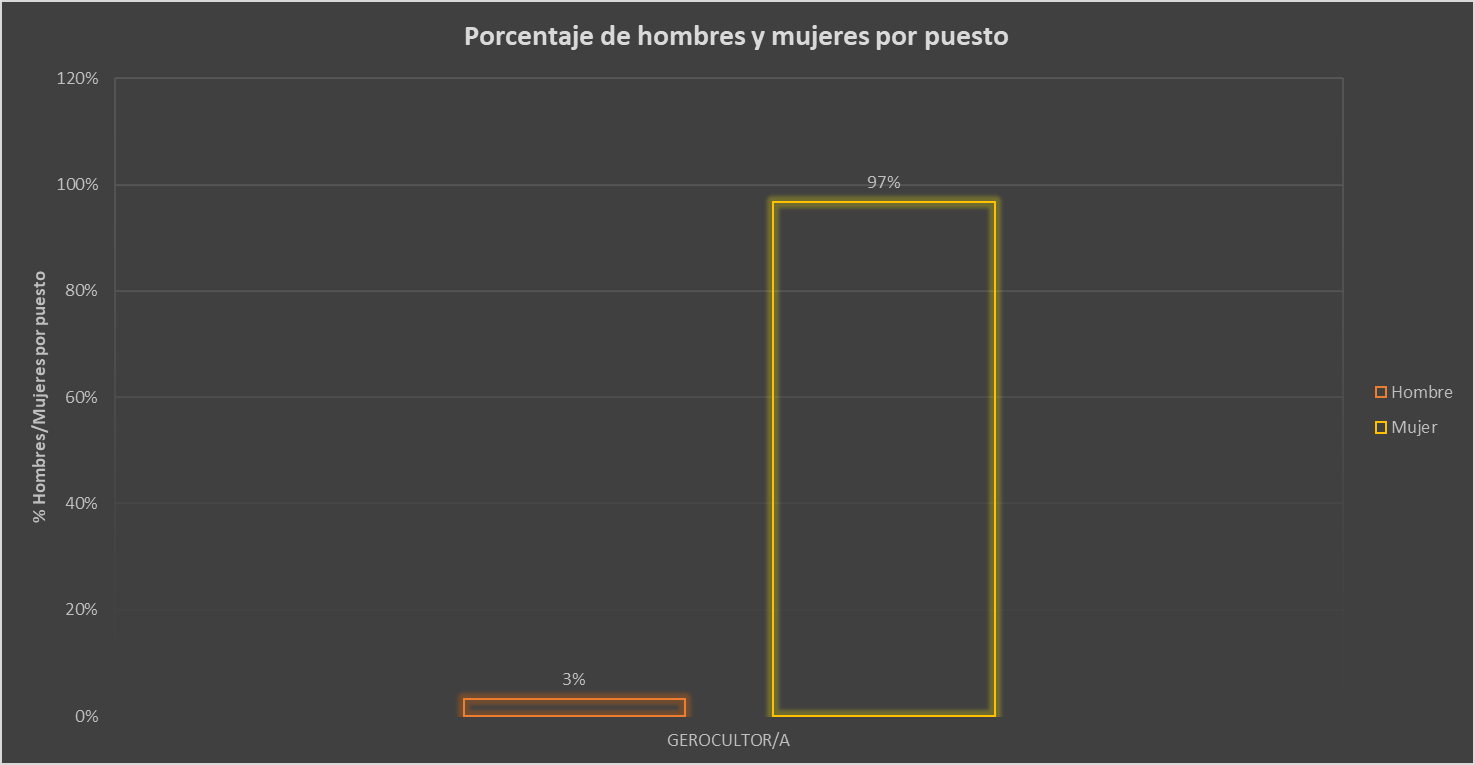 Porcentaje de hombres y mujeres por puesto
120%
100%
80%
60%
40%
20%
0%
% Hombres/Mujeres por puesto
97%
3%
GEROCULTOR/A
Hombre
Mujer